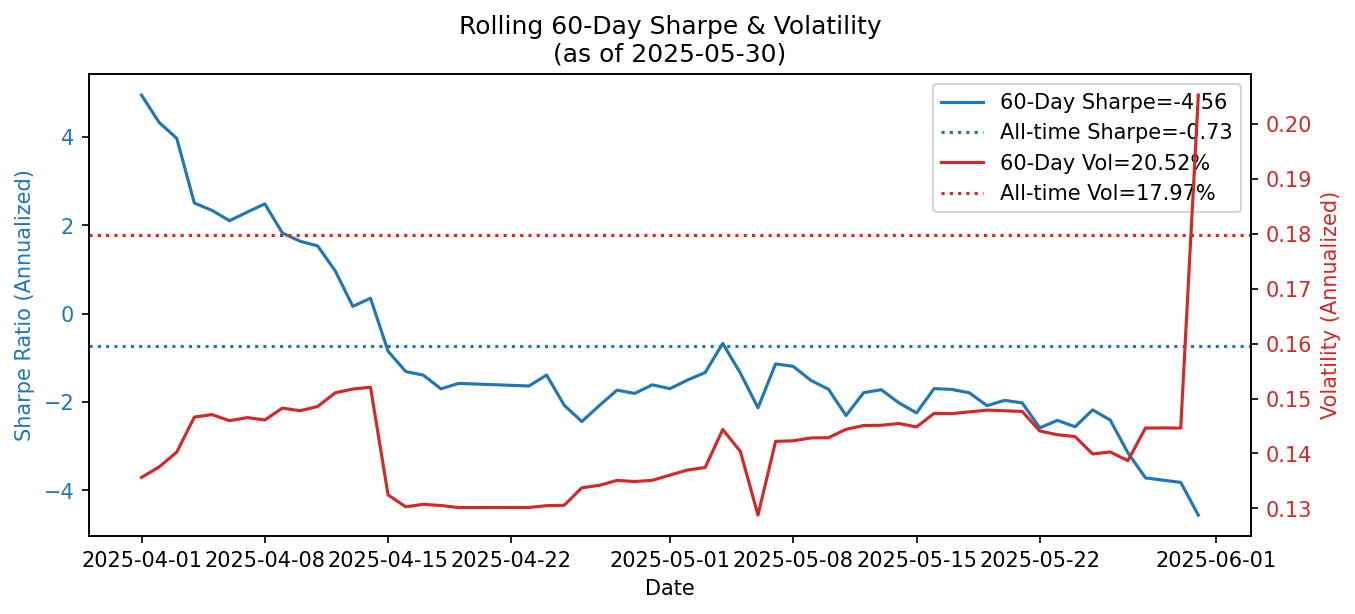 Rolling 60-Day Sharpe & Volatility
(as of 2025-05-30)
60-Day Sharpe=-4.56
All-time Sharpe=-0.73
60-Day Vol=20.52%
All-time Vol=17.97%
Sharpe Ratio (Annualized)
4
2
0
−2
−4
0.20
0.19
0.18
0.17
0.16
0.15
0.14
0.13
Volatility (Annualized)
2025-04-01 2025-04-08 2025-04-15 2025-04-22 2025-05-01 2025-05-08 2025-05-15 2025-05-22 2025-06-01
Date